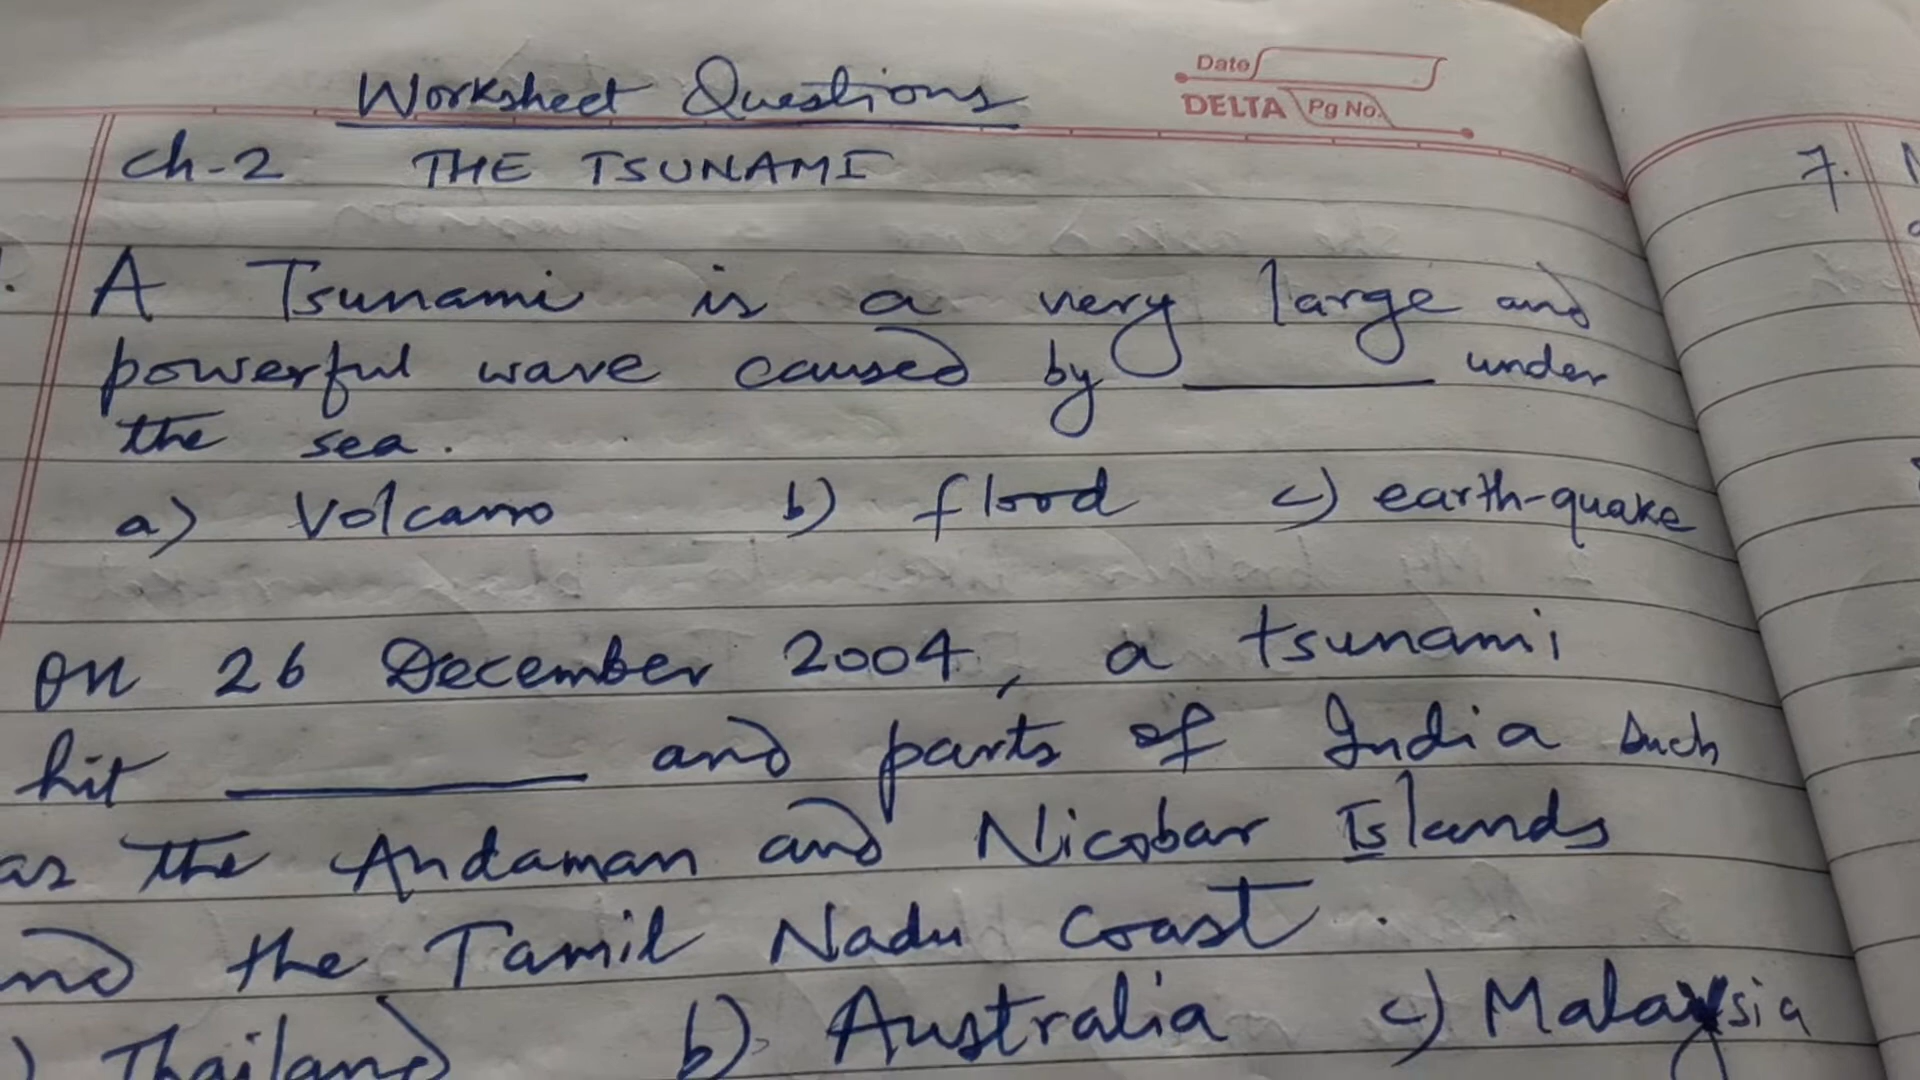 Worksheet Questions
Date
DELTA Pg No.
Ch-2 THE TSUNAMI
7.
A Tsunami is a very large and
powerful wave caused by ________ under
the sea.
a) Volcano b) flood c) earth-quake
On 26 December 2004, a tsunami
hit ________ and parts of India such
as the Andaman and Nicobar Islands
and the Tamil Nadu Coast.
) Thailand b) Australia c) Malaysia